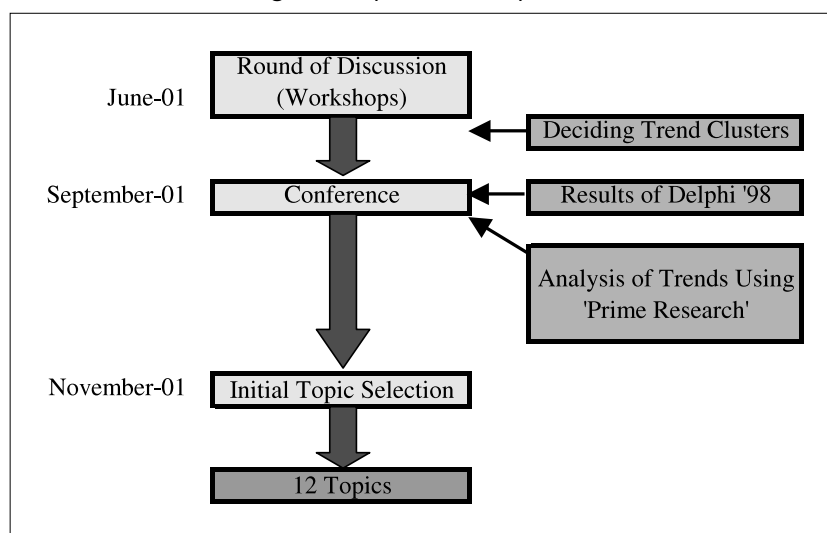 Round of Discussion
(Workshops)
June-01
Deciding Trend Clusters
September-01
Conference
Results of Delphi '98
Analysis of Trends Using
'Prime Research'
November-01
Initial Topic Selection
12 Topics